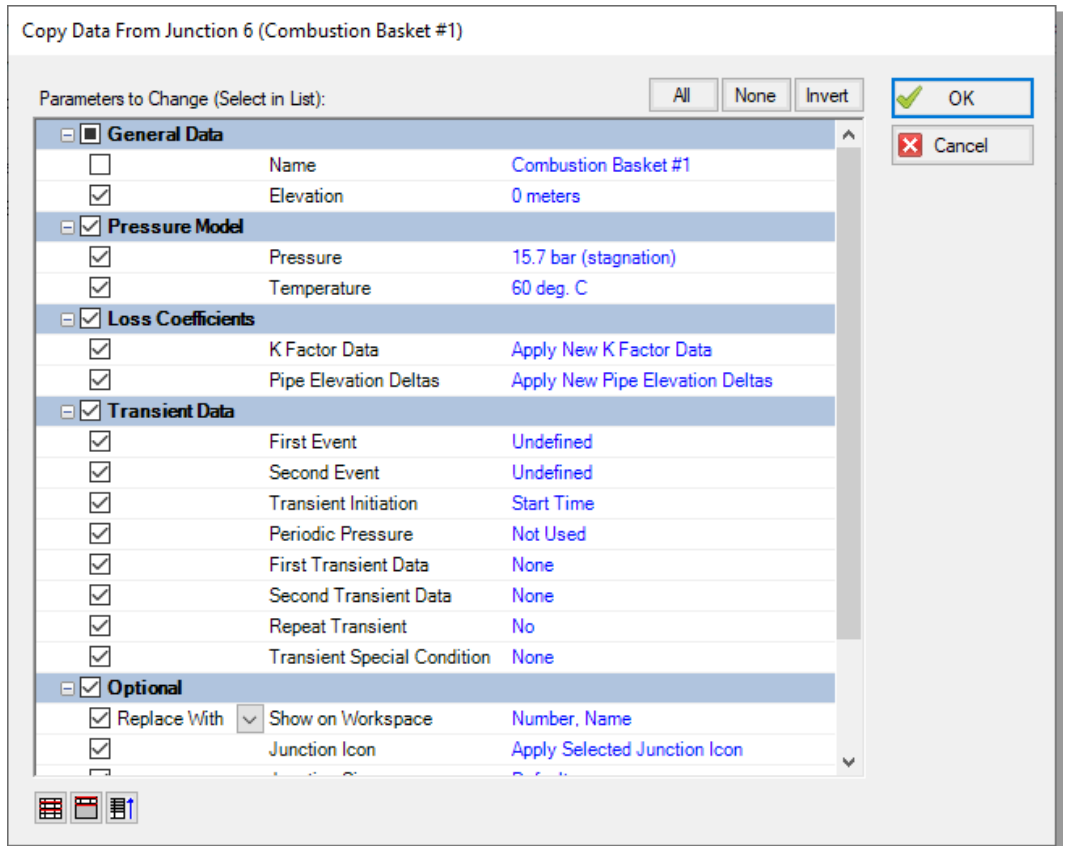 Copy Data From Junction 6 (Combustion Basket #1)
Parameters to Change (Select in List): All None Invert OK
Cancel
General Data
Name Combustion Basket #1
Elevation 0 meters
Pressure Model
Pressure 15.7 bar (stagnation)
Temperature 60 deg. C
Loss Coefficients
K Factor Data Apply New K Factor Data
Pipe Elevation Deltas Apply New Pipe Elevation Deltas
Transient Data
First Event Undefined
Second Event Undefined
Transient Initiation Start Time
Periodic Pressure Not Used
First Transient Data None
Second Transient Data None
Repeat Transient No
Transient Special Condition None
Optional
Replace With Show on Workspace Number, Name
Junction Icon Apply Selected Junction Icon